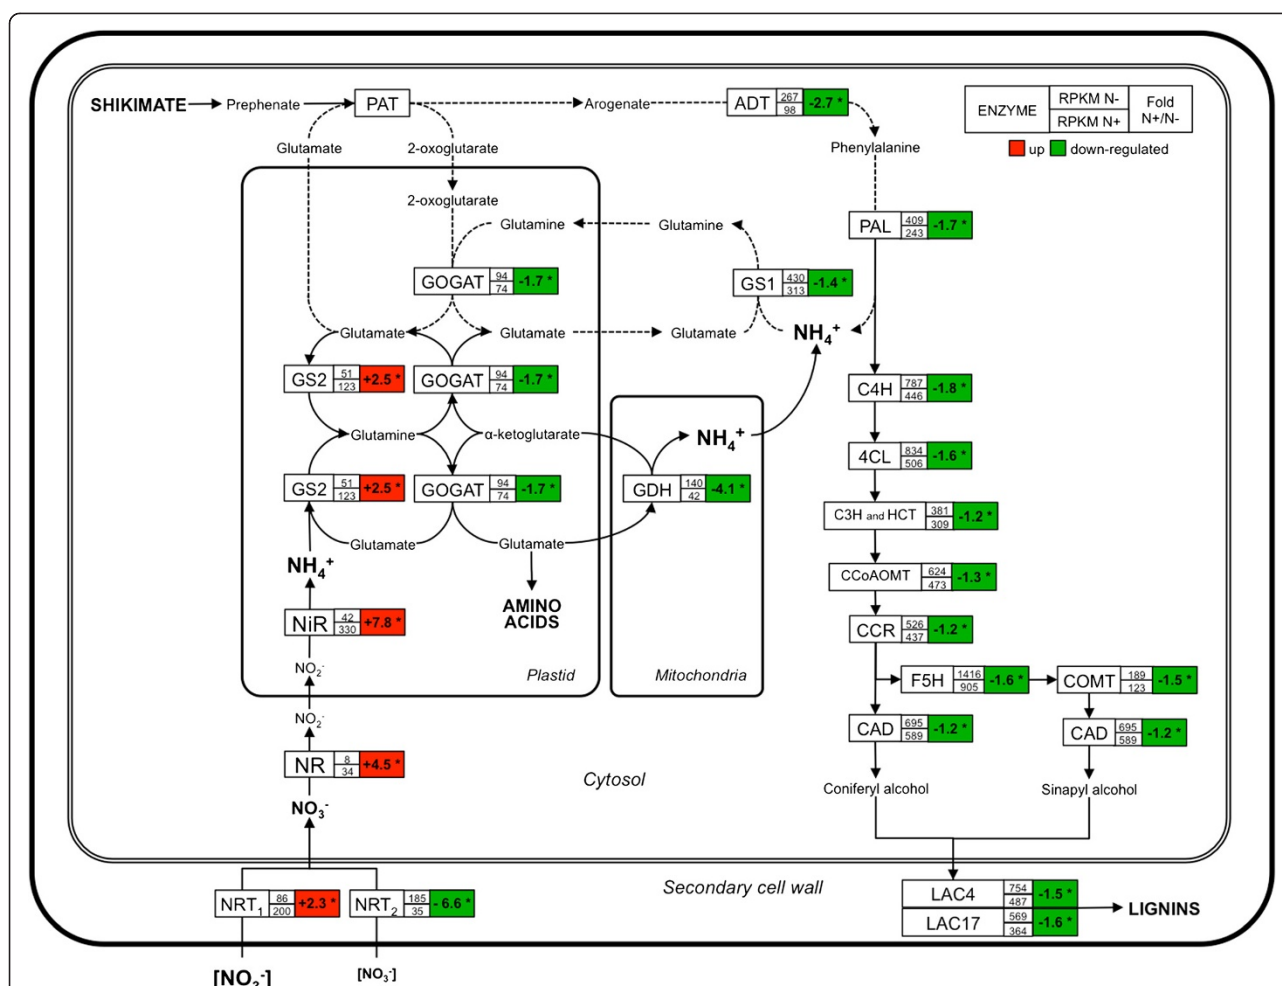 SHIKIMATE Prephenate PAT Arogenate ADT 267 98 -2.7 *
ENZYME RPKM N- RPKM N+ Fold N+/N-
up down-regulated
Glutamate 2-oxoglutarate Phenylalanine
2-oxoglutarate
Glutamine Glutamine PAL 409 243 -1.7 *
GOGAT 94 74 -1.7 * GS1 430 313 -1.4 *
Glutamate Glutamate Glutamate NH₄⁺
GS2 51 123 +2.5 * GOGAT 94 74 -1.7 * C4H 787 446 -1.8 *
Glutamine α-ketoglutarate NH₄⁺ 4CL 834 506 -1.6 *
GS2 51 123 +2.5 * GOGAT 94 74 -1.7 * GDH 140 42 -4.1 *
C3H and HCT 381 309 -1.2 *
Glutamate Glutamate
NH₄⁺ CCoAOMT 624 473 -1.3 *
AMINO
ACIDS
NiR 42 330 +7.8 * CCR 526 437 -1.2 *
NO₂⁻ Plastid Mitochondria F5H 1416 905 -1.6 * COMT 189 123 -1.5 *
NO₂⁻ CAD 695 589 -1.2 * CAD 695 589 -1.2 *
NR 8 34 +4.5 * Cytosol
Coniferyl alcohol Sinapyl alcohol
NO₃⁻
Secondary cell wall
NRT₁ 86 200 +2.3 * NRT₂ 185 35 - 6.6 * LAC4 754 487 -1.5 *
LAC17 569 364 -1.6 * LIGNINS
[NO₃⁻] [NO₃⁻]